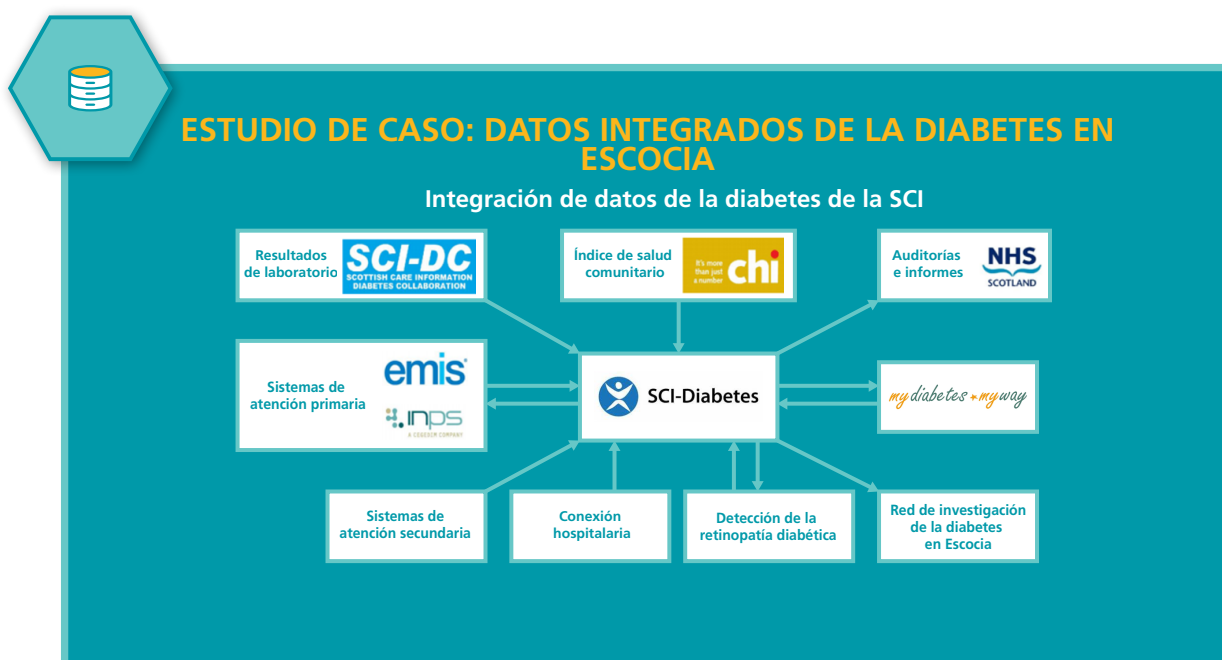 ESTUDIO DE CASO: DATOS INTEGRADOS DE LA DIABETES EN
ESCOCIA
Integración de datos de la diabetes de la SCI
Resultados
de laboratorio
SCI-DC
SCOTTISH CARE INFORMATION
DIABETES COLLABORATION
Índice de salud
comunitario
It's more
than just
a number
chi
Auditorías
e informes
NHS
SCOTLAND
Sistemas de
atención primaria
emis
inps
A CEGEDIM COMPANY
SCI-Diabetes
my diabetes my way
Sistemas de
atención secundaria
Conexión
hospitalaria
Detección de la
retinopatía diabética
Red de investigación
de la diabetes
en Escocia